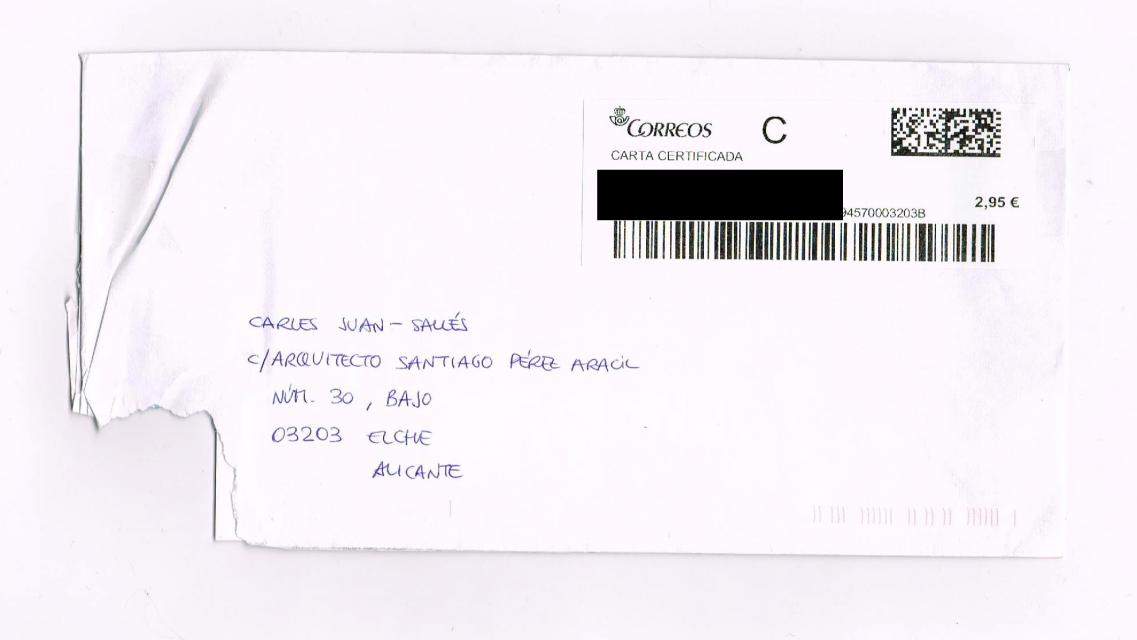 CORREOS C
CARTA CERTIFICADA
2,95 €
94570003203B
CARLES JUAN-SALLÉS
C/ARQUITECTO SANTIAGO PÉREZ ARACIL
NÚM. 30, BAJO
03203 ELCHE
ALICANTE